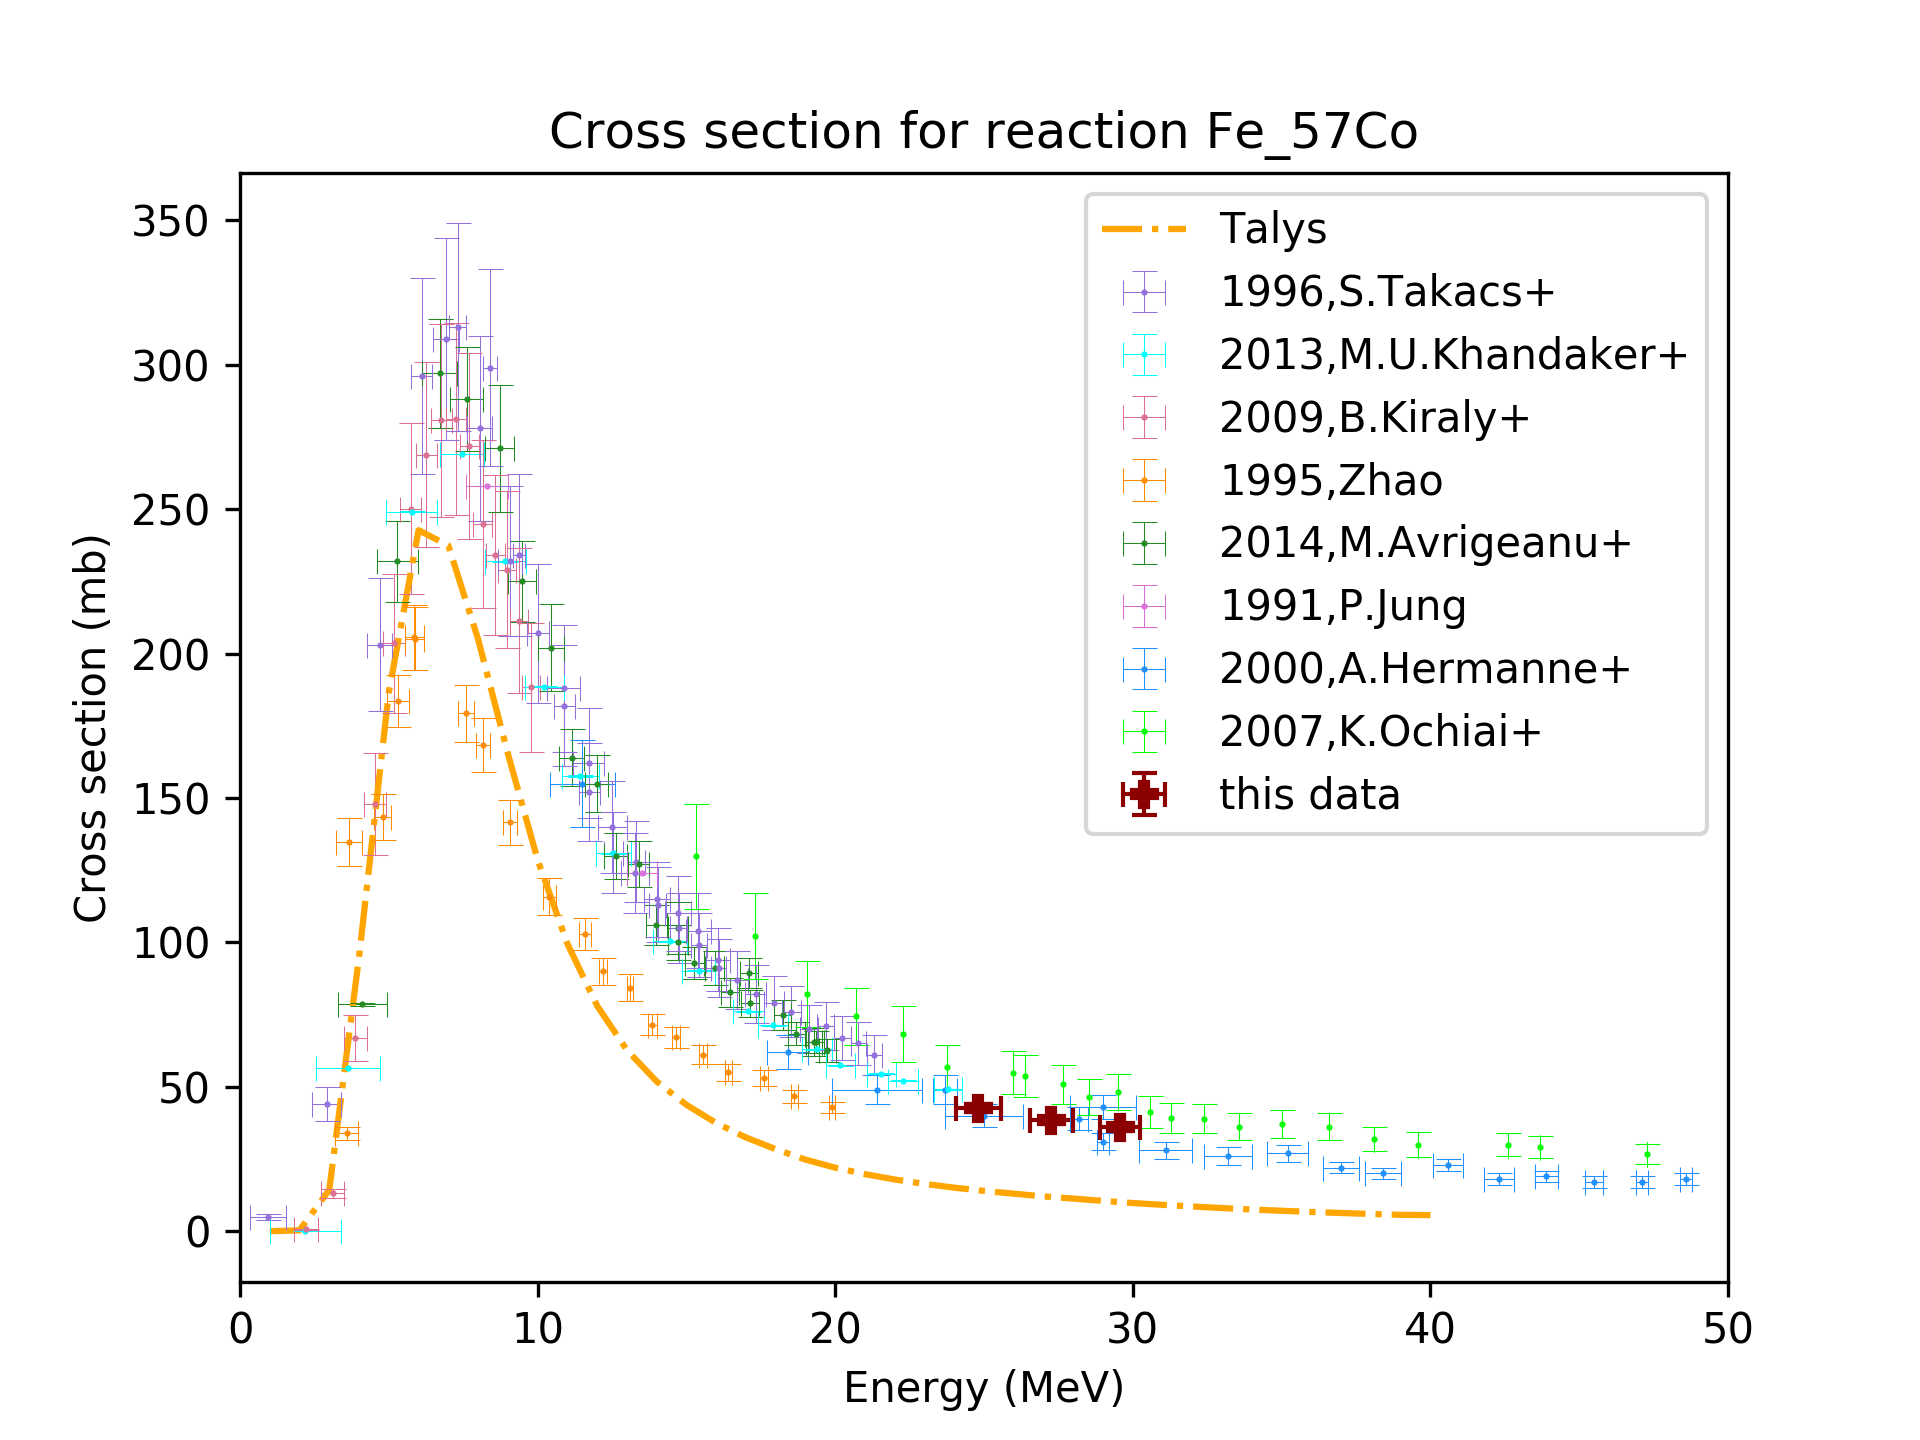 Cross section for reaction Fe_57Co
350
300
250
200
150
100
50
0
Cross section (mb)
Talys
1996,S.Takacs+
2013,M.U.Khandaker+
2009,B.Kiraly+
1995,Zhao
2014,M.Avrigeanu+
1991,P.Jung
2000,A.Hermanne+
2007,K.Ochiai+
this data
0 10 20 30 40 50
Energy (MeV)